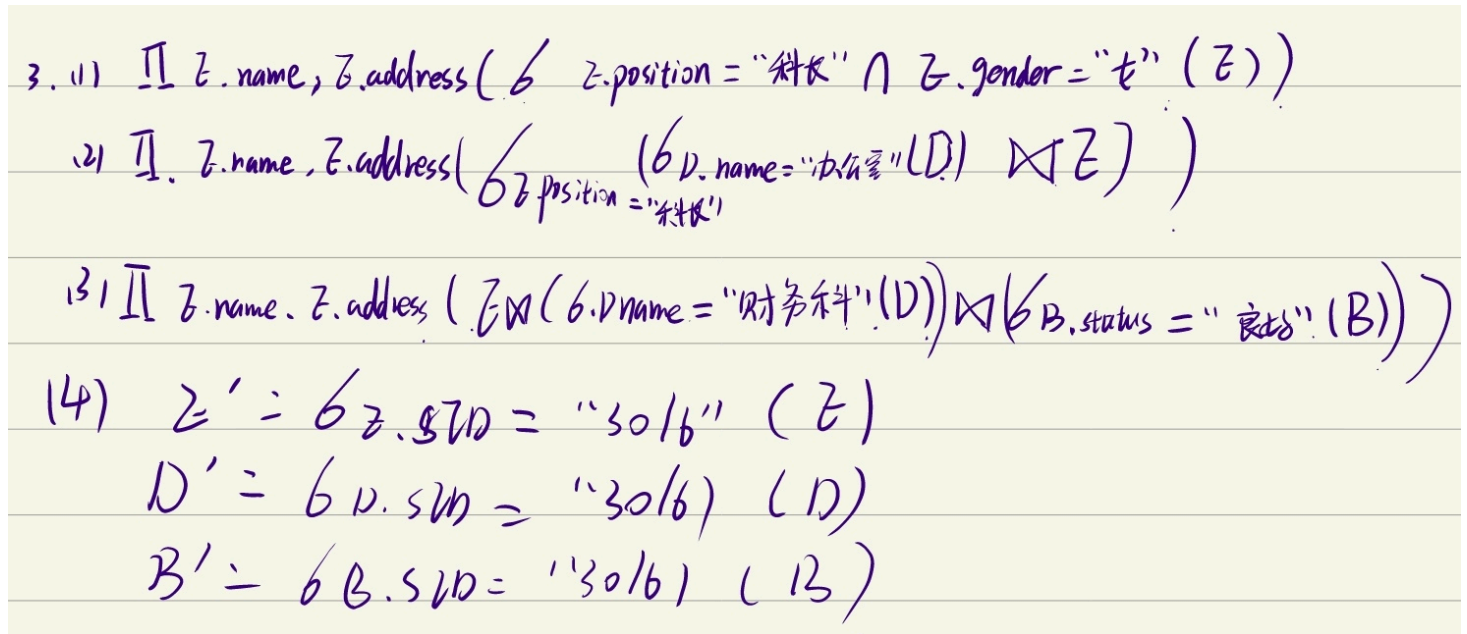 3. (1) Π E.name, E.address(σ E.position = "科长" ∩ E.gender = "女" (E))
(2) Π. E.name, E.address(σ E position = "科长" (σ D.name = "办公室" (D) ⋈ E))
(3) Π E.name、E.address (E⋈(σ.Dname = "财务科" (D))⋈(σ B.status = "良好" (B)))
(4) E' = σ E.SID = "3016" (E)
D' = σ D.SID = "3016) (D)
B' = σ B.SID = "3016) (B)